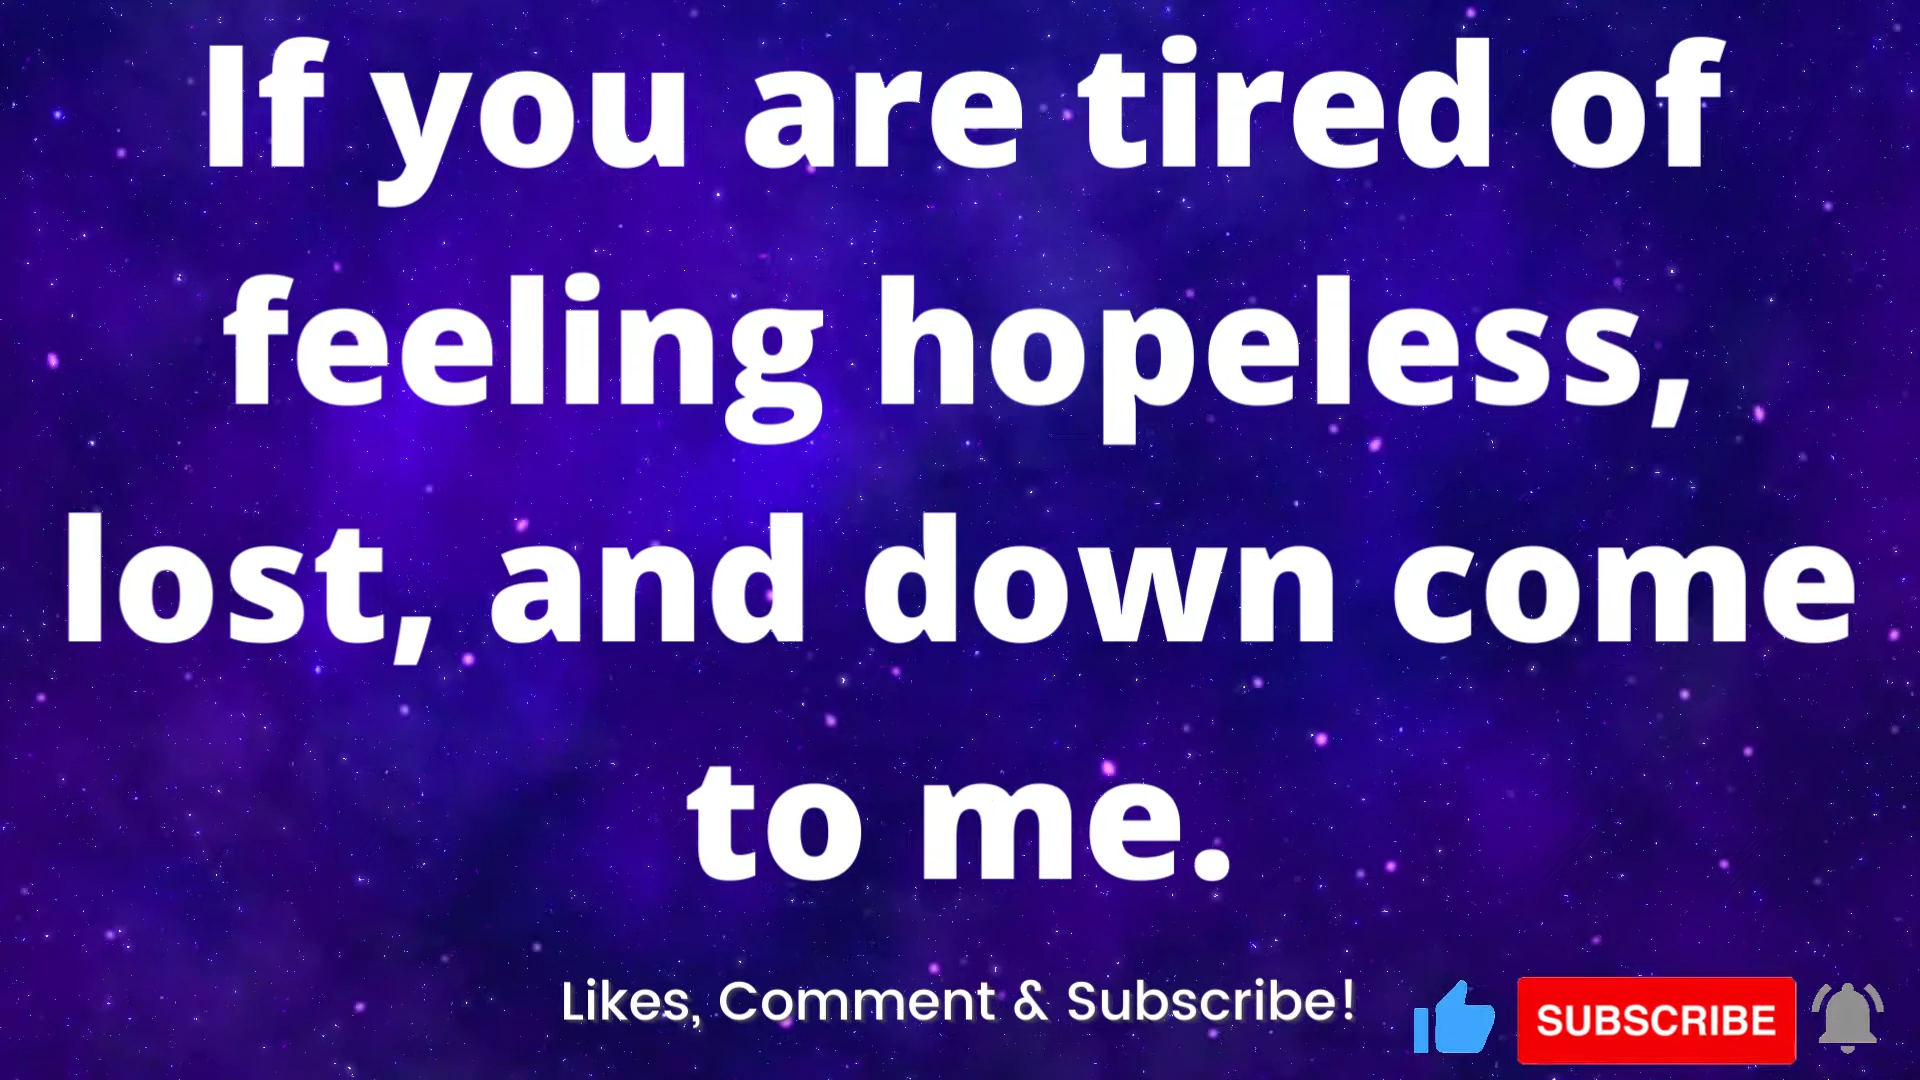 If you are tired of
feeling hopeless,
lost, and down come
to me.
Likes, Comment & Subscribe!
SUBSCRIBE